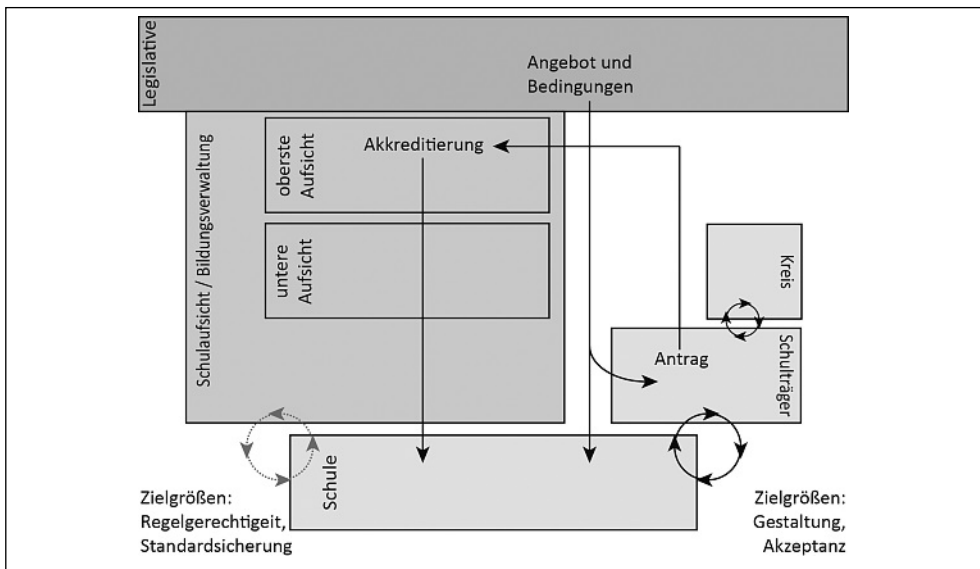 Legislative
Angebot und
Bedingungen
Schulaufsicht / Bildungsverwaltung
oberste
Aufsicht
Akkreditierung
untere
Aufsicht
Kreis
Schulträger
Antrag
Schule
Zielgrößen:
Regelgerechtigeit,
Standardsicherung
Zielgrößen:
Gestaltung,
Akzeptanz